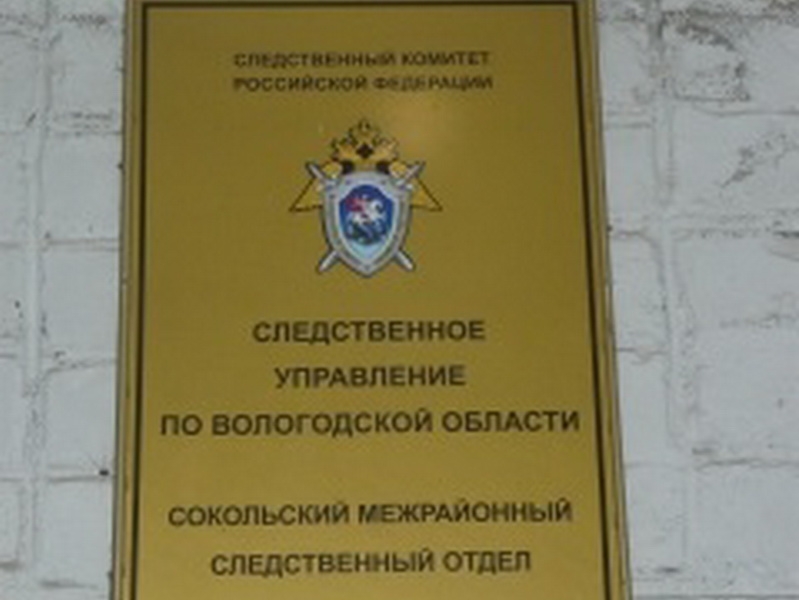 СЛЕДСТВЕННЫЙ КОМИТЕТ
РОССИЙСКОЙ ФЕДЕРАЦИИ
СЛЕДСТВЕННОЕ
УПРАВЛЕНИЕ
ПО ВОЛОГОДСКОЙ ОБЛАСТИ
СОКОЛЬСКИЙ МЕЖРАЙОННЫЙ
СЛЕДСТВЕННЫЙ ОТДЕЛ